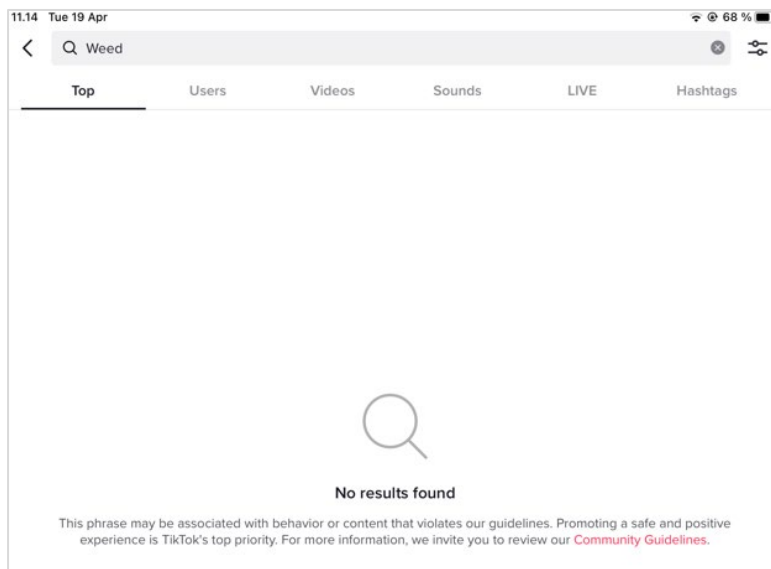 11.14 Tue 19 Apr 68 %
Weed
Top Users Videos Sounds LIVE Hashtags
No results found
This phrase may be associated with behavior or content that violates our guidelines. Promoting a safe and positive
experience is TikTok's top priority. For more information, we invite you to review our Community Guidelines.